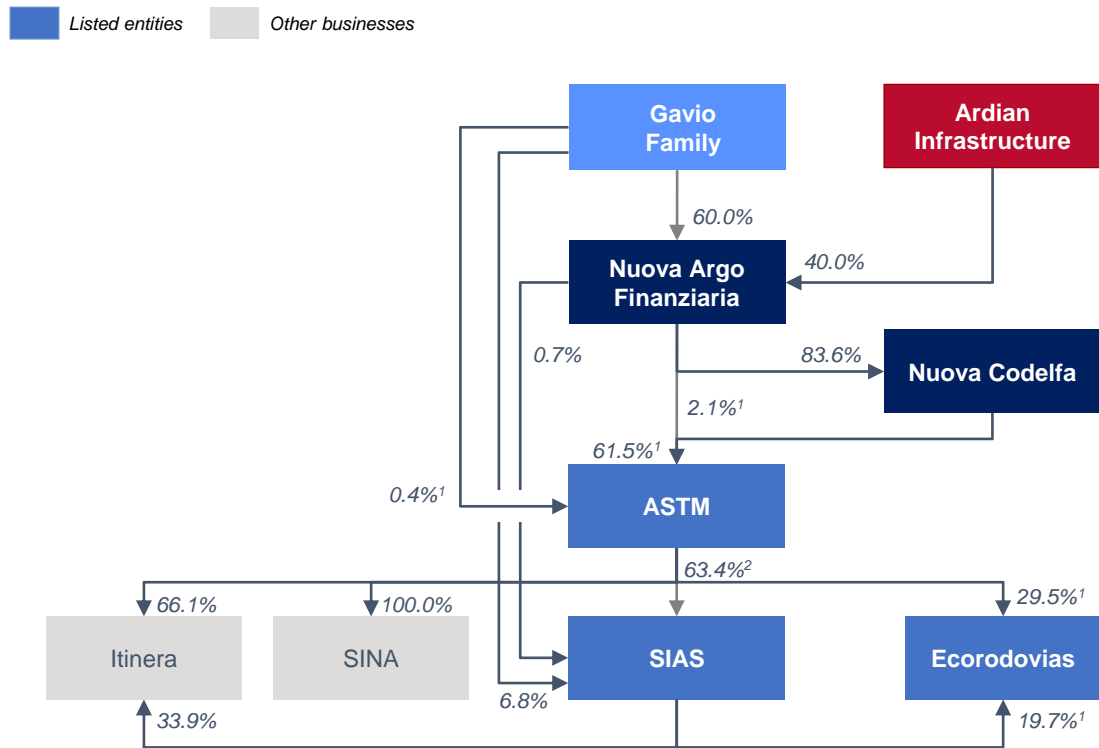 Listed entities
Other businesses
Gavio
Family
Ardian
Infrastructure
60.0%
Nuova Argo
Finanziaria
40.0%
0.7%
83.6%
Nuova Codelfa
2.1%¹
61.5%¹
0.4%¹
ASTM
63.4%²
66.1%
100.0%
29.5%¹
Itinera
SINA
SIAS
Ecorodovias
6.8%
33.9%
19.7%¹